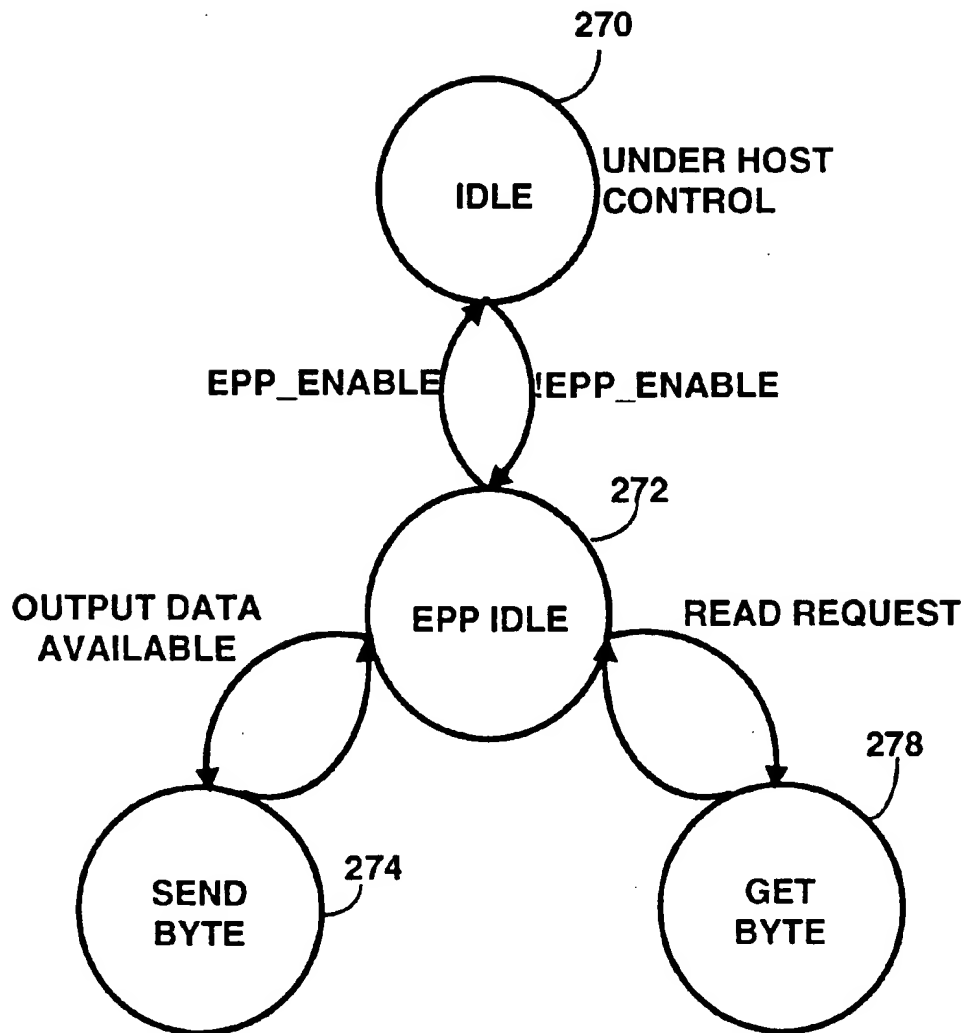 270
UNDER HOST
CONTROL
IDLE
EPP_ENABLE
!EPP_ENABLE
272
OUTPUT DATA
AVAILABLE
EPP IDLE
READ REQUEST
278
274
SEND
BYTE
GET
BYTE